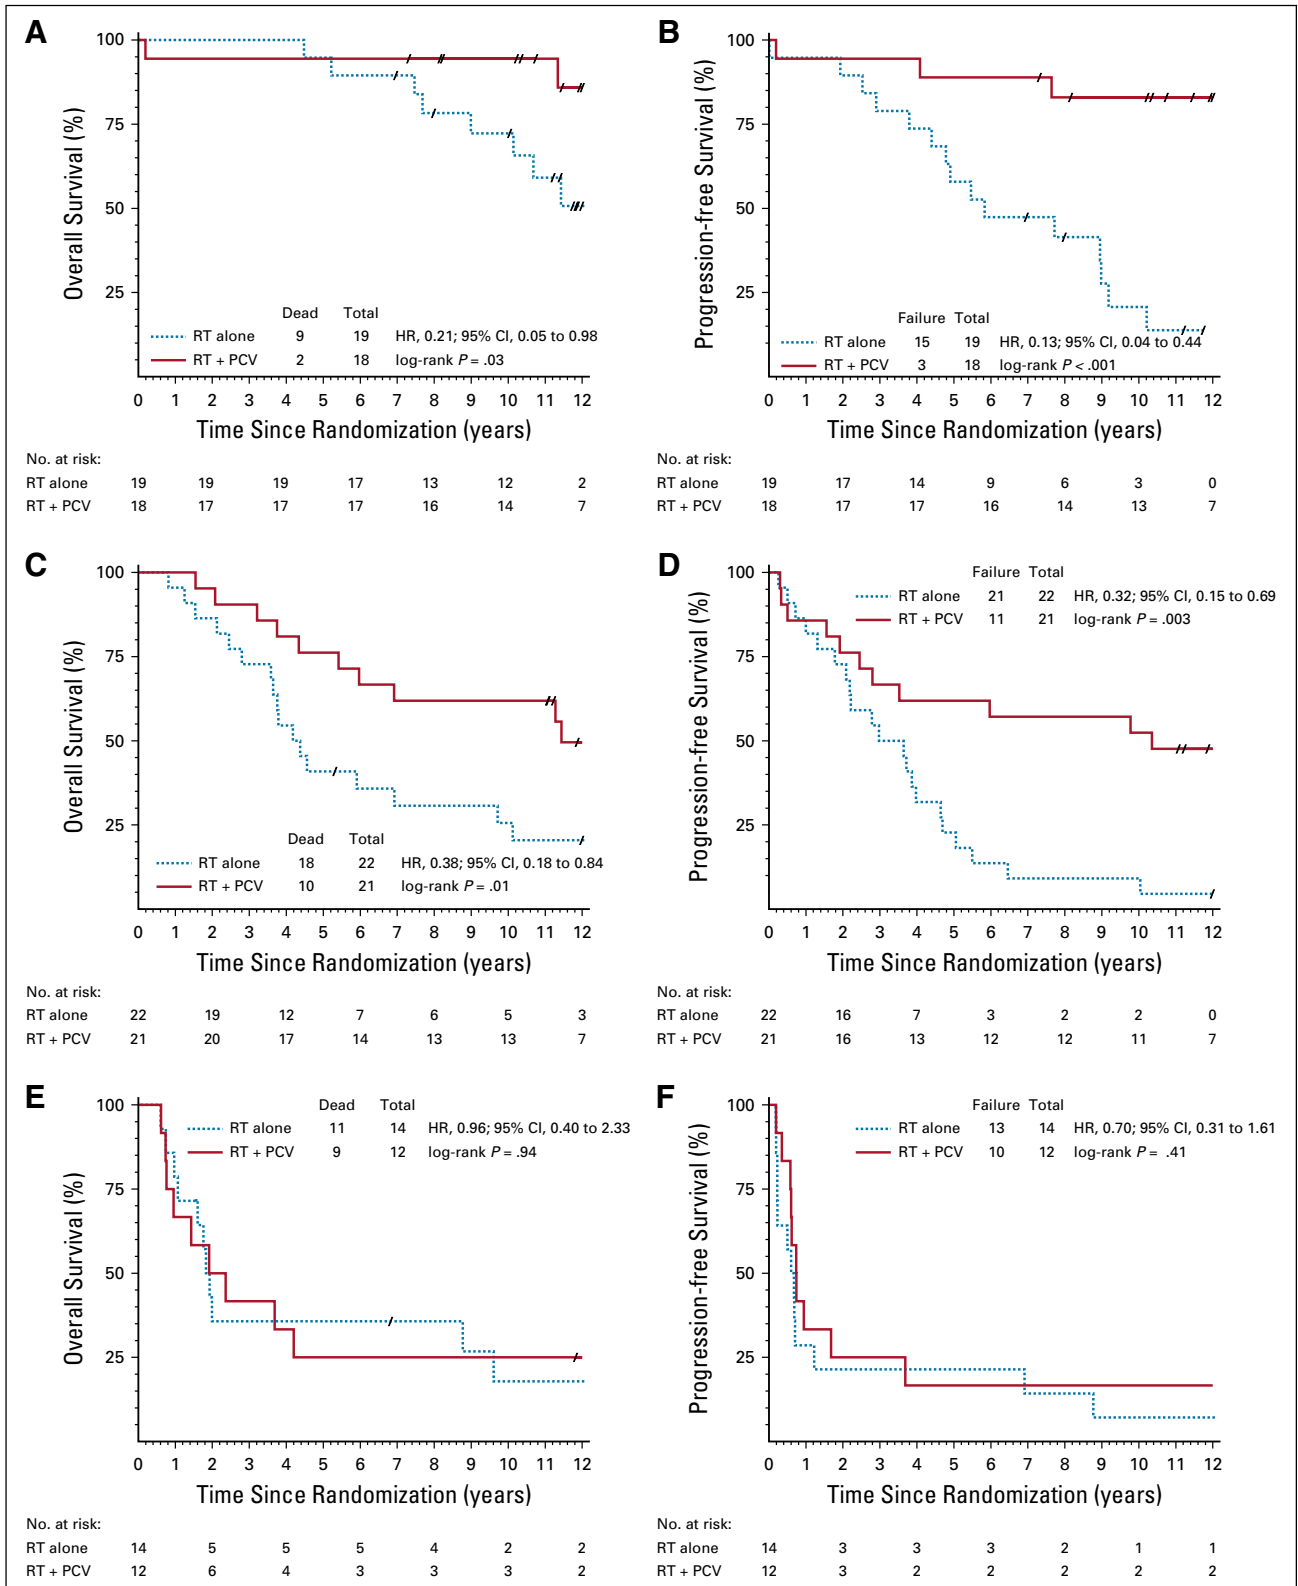 A
Overall Survival (%)
100
75
50
25
Dead Total
RT alone 9 19 HR, 0.21; 95% CI, 0.05 to 0.98
RT + PCV 2 18 log-rank P = .03
0 1 2 3 4 5 6 7 8 9 10 11 12
Time Since Randomization (years)
No. at risk:
RT alone 19 19 19 17 13 12 2
RT + PCV 18 17 17 17 16 14 7
B
Progression-free Survival (%)
100
75
50
25
Failure Total
RT alone 15 19 HR, 0.13; 95% CI, 0.04 to 0.44
RT + PCV 3 18 log-rank P < .001
0 1 2 3 4 5 6 7 8 9 10 11 12
Time Since Randomization (years)
No. at risk:
RT alone 19 17 14 9 6 3 0
RT + PCV 18 17 17 16 14 13 7
C
Overall Survival (%)
100
75
50
25
Dead Total
RT alone 18 22 HR, 0.38; 95% CI, 0.18 to 0.84
RT + PCV 10 21 log-rank P = .01
0 1 2 3 4 5 6 7 8 9 10 11 12
Time Since Randomization (years)
No. at risk:
RT alone 22 19 12 7 6 5 3
RT + PCV 21 20 17 14 13 13 7
D
Progression-free Survival (%)
100
75
50
25
Failure Total
RT alone 21 22 HR, 0.32; 95% CI, 0.15 to 0.69
RT + PCV 11 21 log-rank P = .003
0 1 2 3 4 5 6 7 8 9 10 11 12
Time Since Randomization (years)
No. at risk:
RT alone 22 16 7 3 2 2 0
RT + PCV 21 16 13 12 12 11 7
E
Overall Survival (%)
100
75
50
25
Dead Total
RT alone 11 14 HR, 0.96; 95% CI, 0.40 to 2.33
RT + PCV 9 12 log-rank P = .94
0 1 2 3 4 5 6 7 8 9 10 11 12
Time Since Randomization (years)
No. at risk:
RT alone 14 5 5 5 4 2 2
RT + PCV 12 6 4 3 3 3 2
F
Progression-free Survival (%)
100
75
50
25
Failure Total
RT alone 13 14 HR, 0.70; 95% CI, 0.31 to 1.61
RT + PCV 10 12 log-rank P = .41
0 1 2 3 4 5 6 7 8 9 10 11 12
Time Since Randomization (years)
No. at risk:
RT alone 14 3 3 3 2 1 1
RT + PCV 12 3 2 2 2 2 2